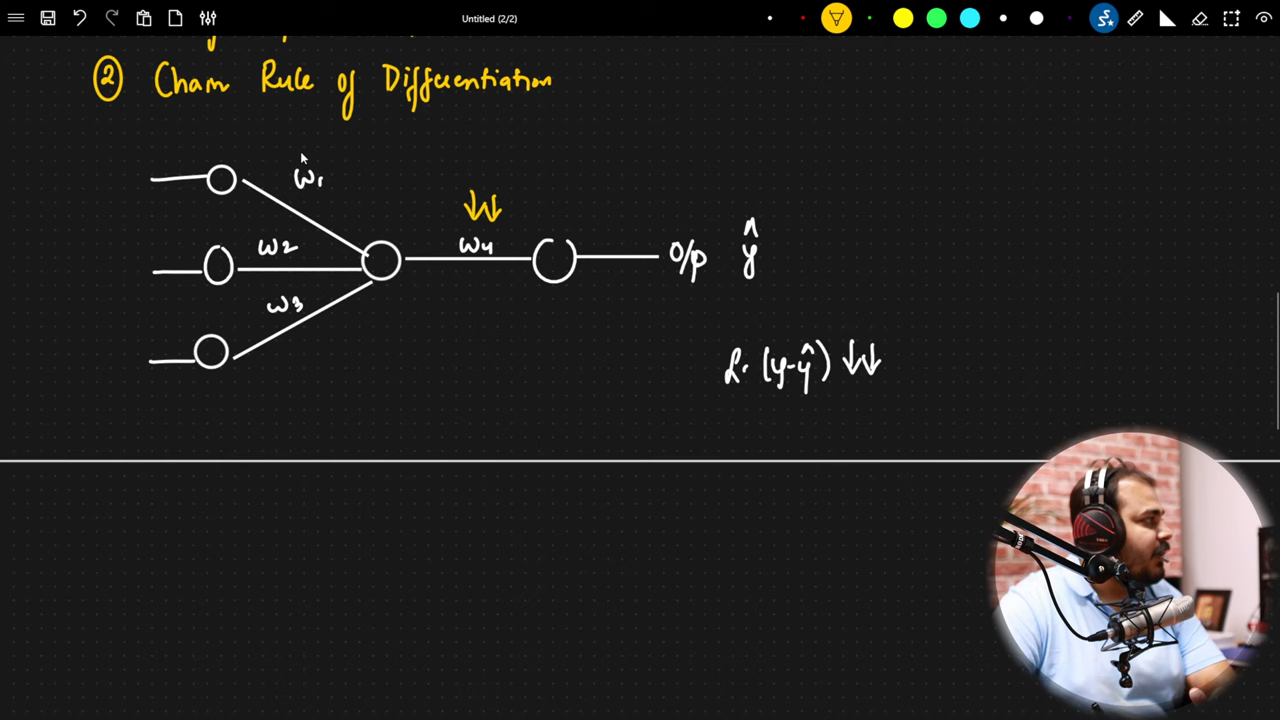 Untitled (2/2)
② Chain Rule of Differentiation
w₁
w₂
w₄
w₃
O/p ŷ
(y-ŷ) ↓↓